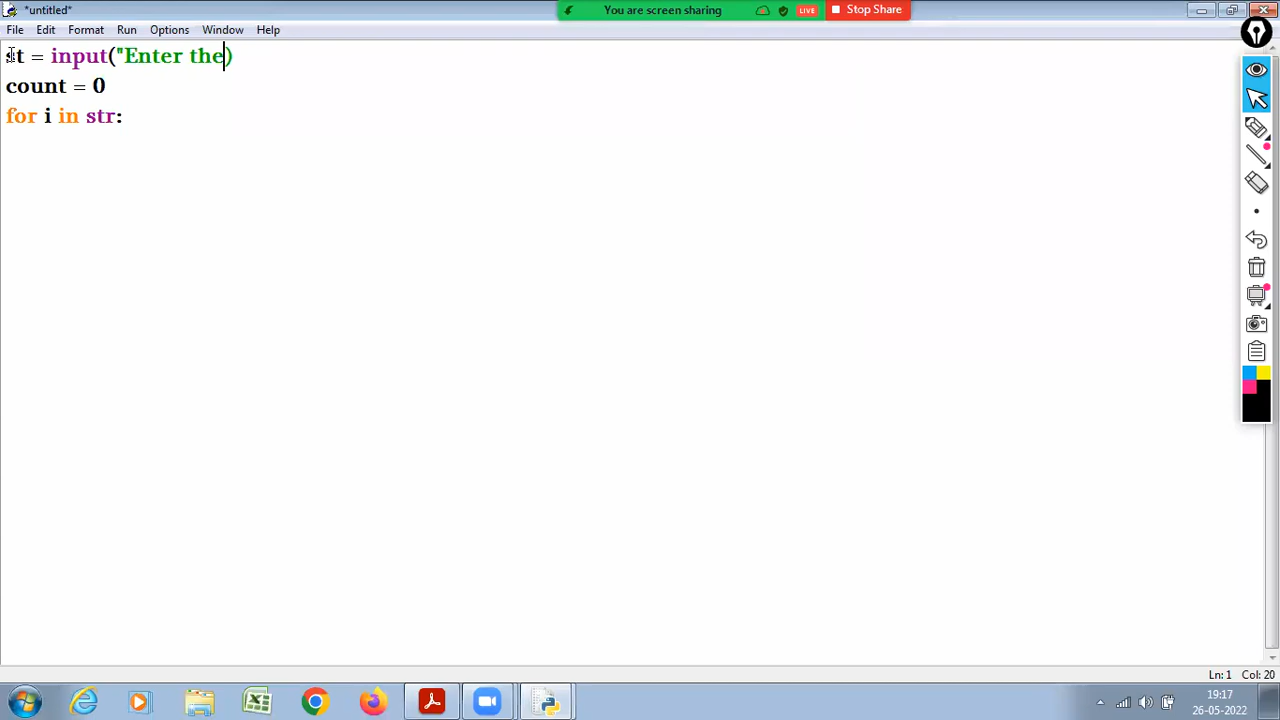 *untitled*
You are screen sharing
LIVE
Stop Share
File Edit Format Run Options Window Help
st = input("Enter the)
count = 0
for i in str:
Ln: 1 Col: 20
19:17
26-05-2022